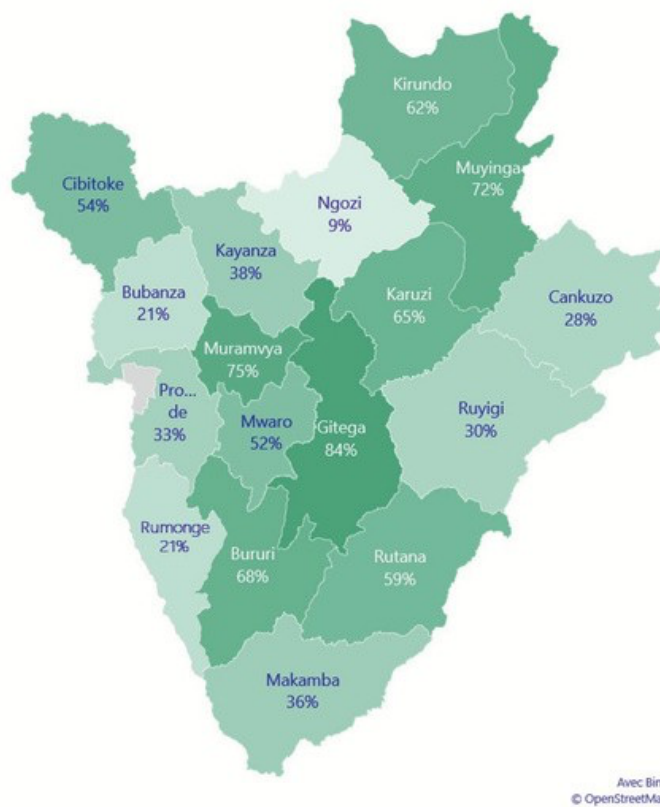 Kirundo
62%
Muyinga
72%
Cibitoke
54%
Ngozi
9%
Kayanza
38%
Bubanza
21%
Karuzi
65%
Cankuzo
28%
Muramvya
75%
Pro...
de
33%
Mwaro
52%
Gitega
84%
Ruyigi
30%
Rumonge
21%
Bururi
68%
Rutana
59%
Makamba
36%
Avec
© OpenStreetMa